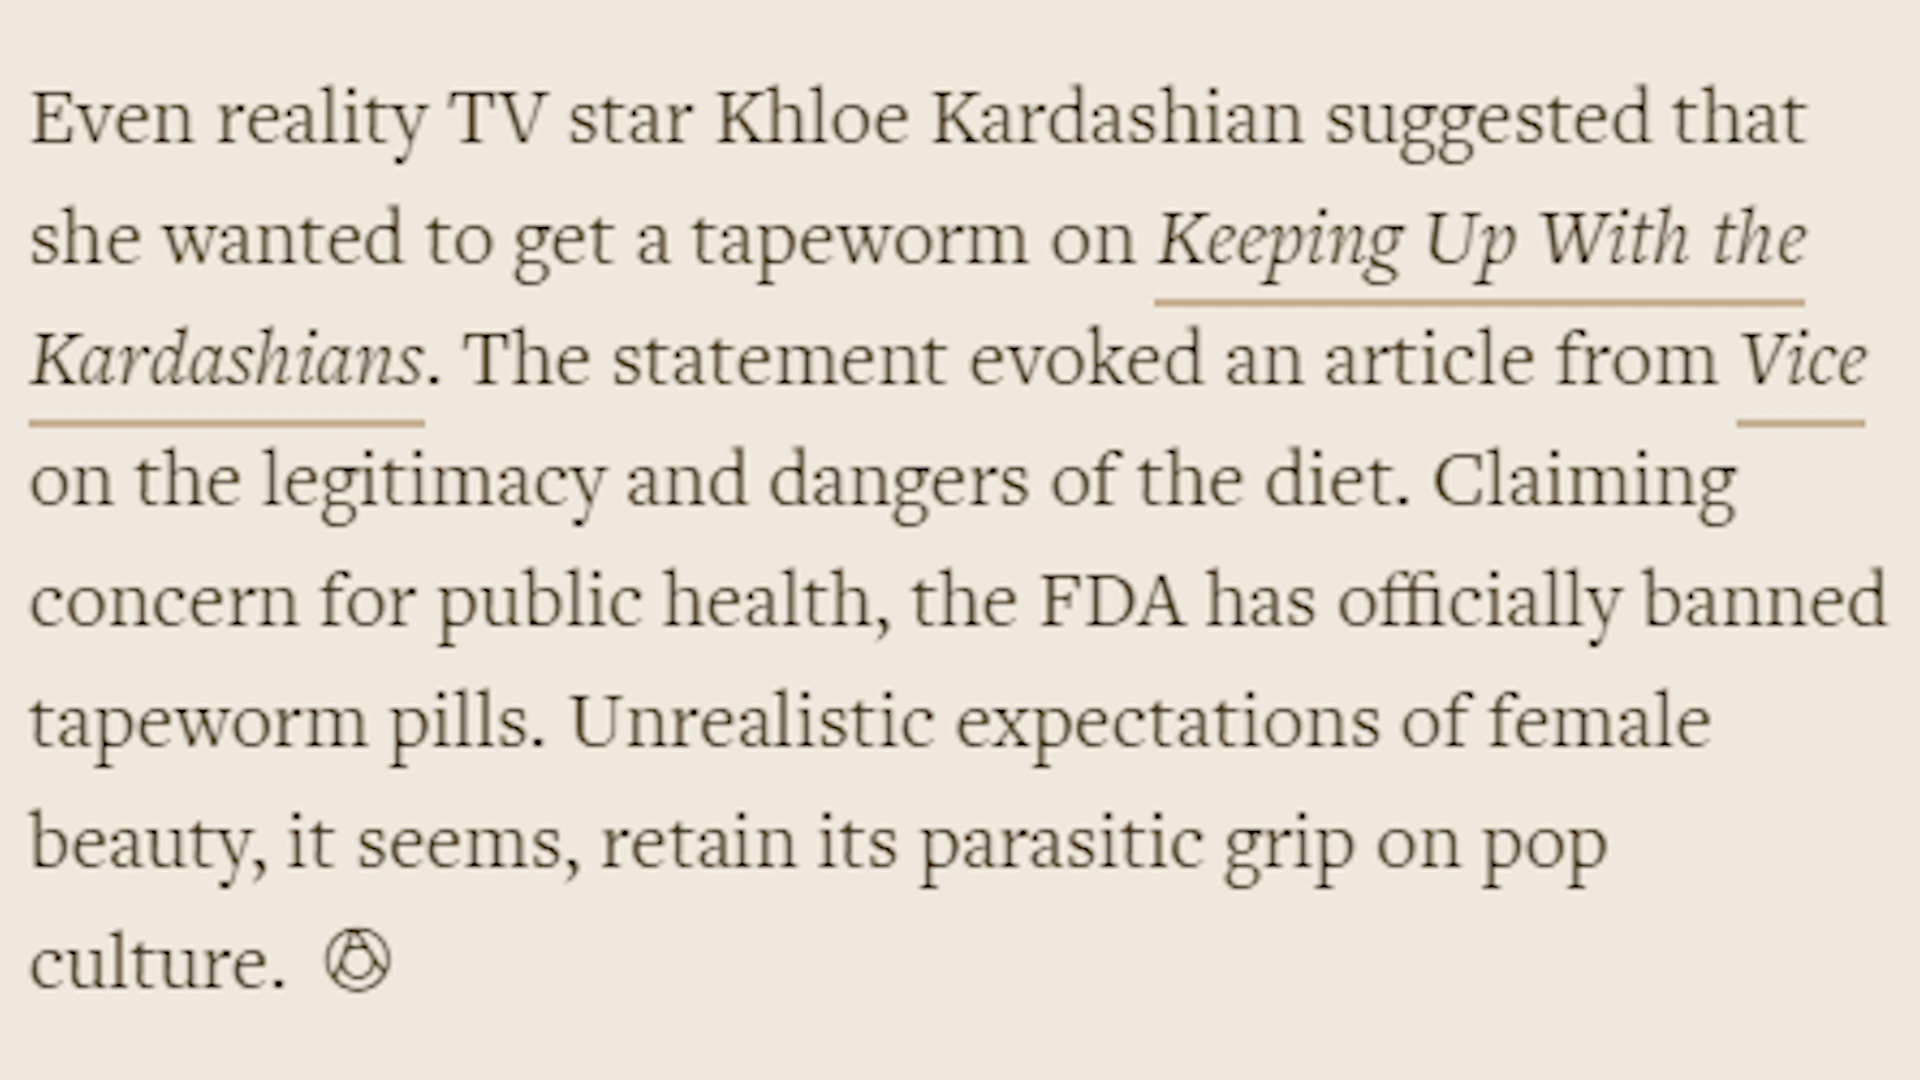 Even reality TV star Khloe Kardashian suggested that
she wanted to get a tapeworm on Keeping Up With the
Kardashians. The statement evoked an article from Vice
on the legitimacy and dangers of the diet. Claiming
concern for public health, the FDA has officially banned
tapeworm pills. Unrealistic expectations of female
beauty, it seems, retain its parasitic grip on pop
culture.